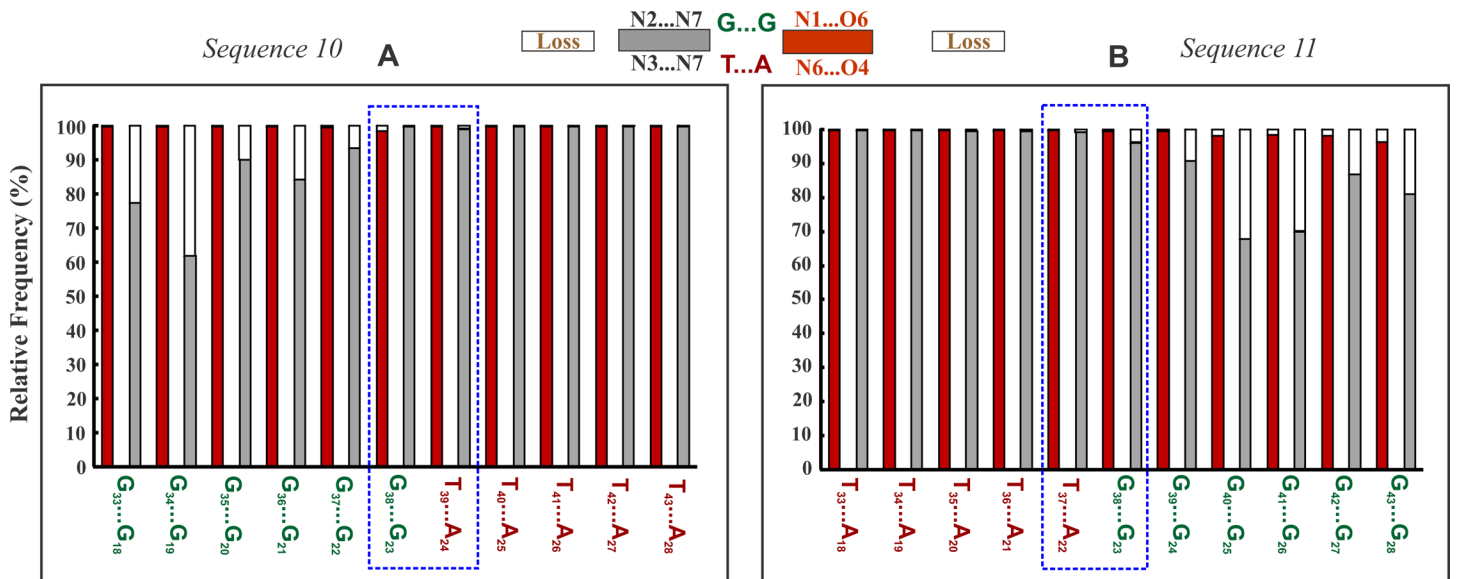 Sequence 10
A
Loss
N2...N7
G...G
N1...O6
N3...N7
T...A
N6...O4
Loss
B
Sequence 11
Relative Frequency (%)
100
90
80
70
60
50
40
30
20
10
0
G33...G18
G34...G19
G35...G20
G36...G21
G37...G22
G38...G23
T39...A24
T40...A25
T41...A26
T42...A27
T43...A28
100
90
80
70
60
50
40
30
20
10
0
T33...A18
T34...A19
T35...A20
T36...A21
T37...A22
G38...G23
G39...G24
G40...G25
G41...G26
G42...G27
G43...G28